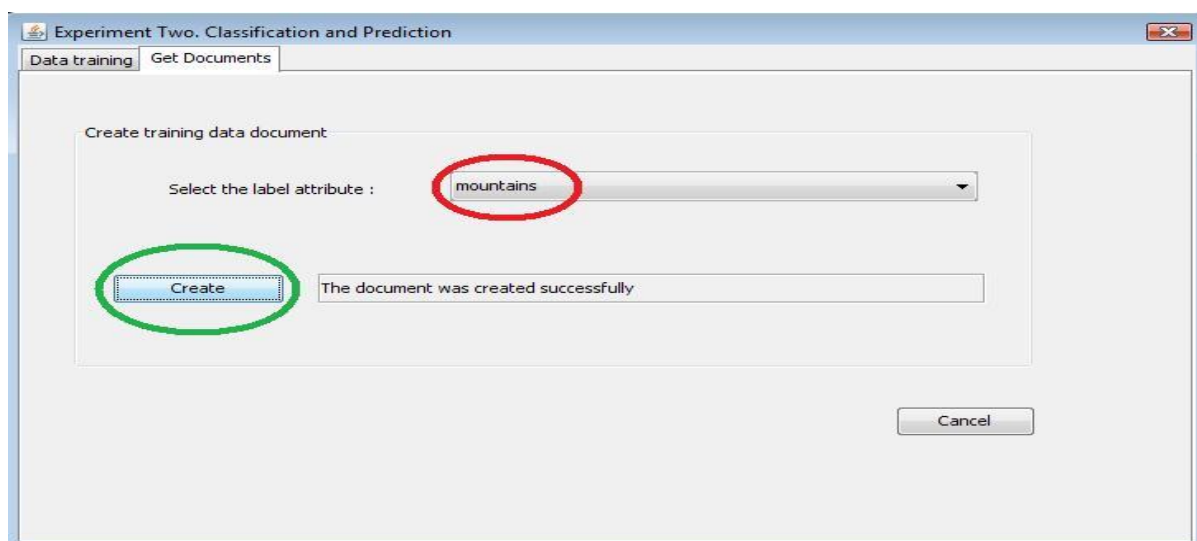 Experiment Two. Classification and Prediction
Data training
Get Documents
Create training data document
Select the label attribute :
mountains
Create
The document was created successfully
Cancel